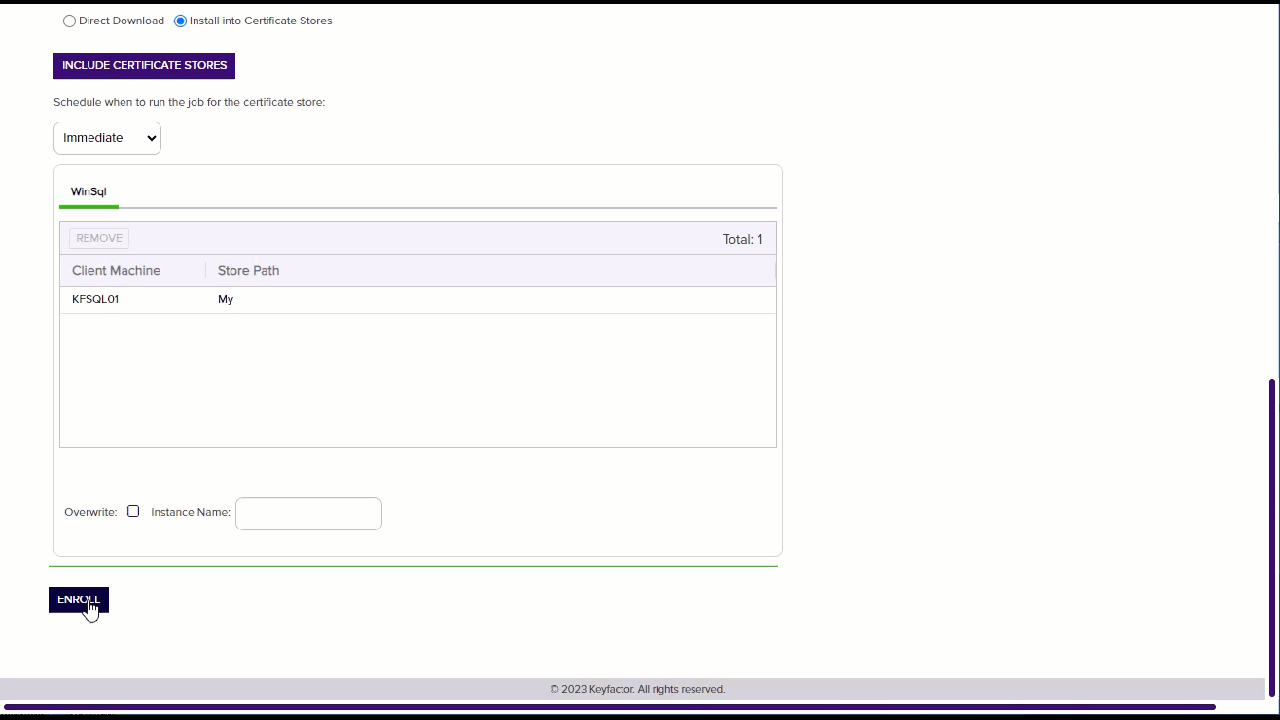 Direct Download Install into Certificate Stores
INCLUDE CERTIFICATE STORES
Schedule when to run the job for the certificate store:
Immediate
WinSql
REMOVE Total: 1
Client Machine Store Path
KFSQL01 My
Overwrite: Instance Name:
ENROLL
© 2023 Keyfactor. All rights reserved.